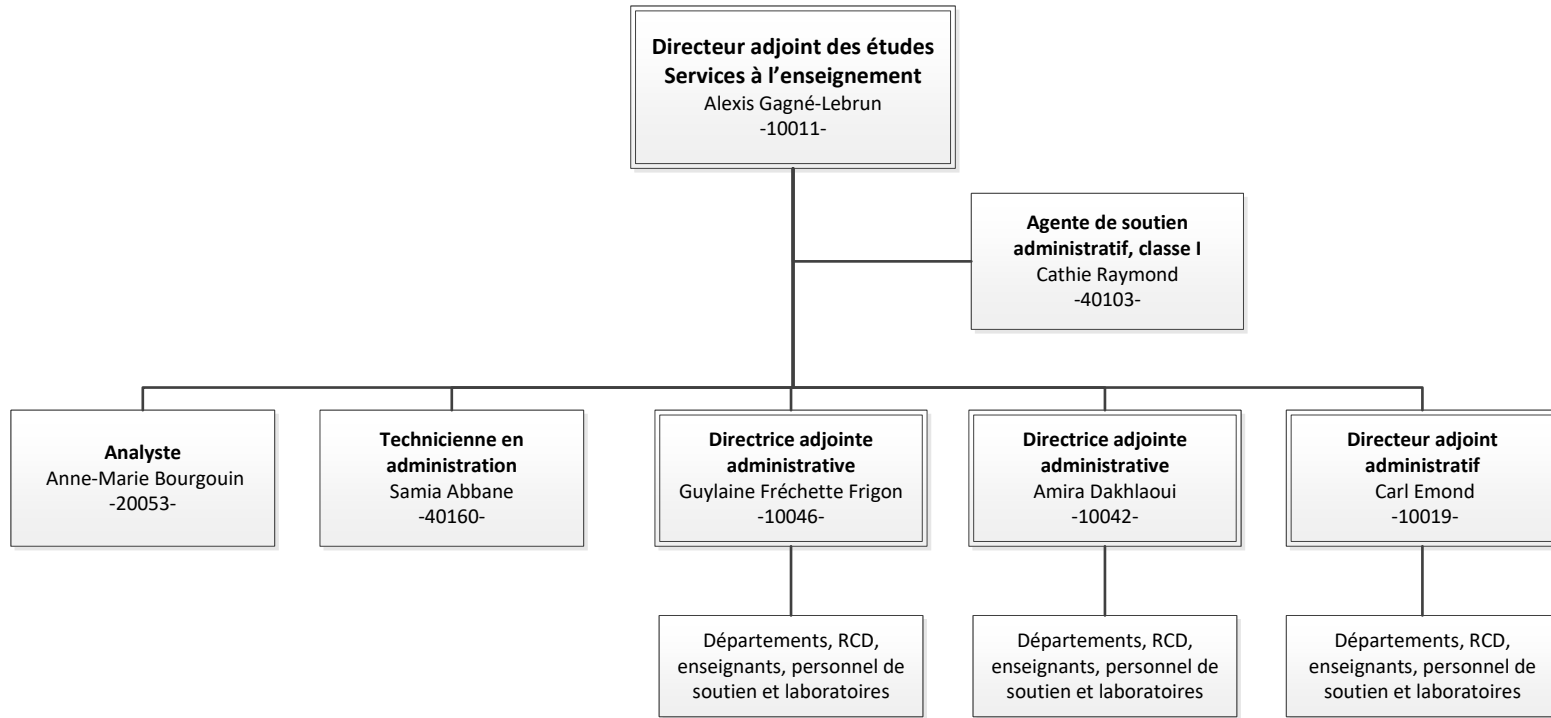 Directeur adjoint des études
Services à l’enseignement
Alexis Gagné-Lebrun
-10011-
Agente de soutien
administratif, classe I
Cathie Raymond
-40103-
Analyste
Anne-Marie Bourgouin
-20053-
Technicienne en
administration
Samia Abbane
-40160-
Directrice adjointe
administrative
Guylaine Fréchette Frigon
-10046-
Directrice adjointe
administrative
Amira Dakhlaoui
-10042-
Directeur adjoint
administratif
Carl Emond
-10019-
Départements, RCD,
enseignants, personnel de
soutien et laboratoires
Départements, RCD,
enseignants, personnel de
soutien et laboratoires
Départements, RCD,
enseignants, personnel de
soutien et laboratoires